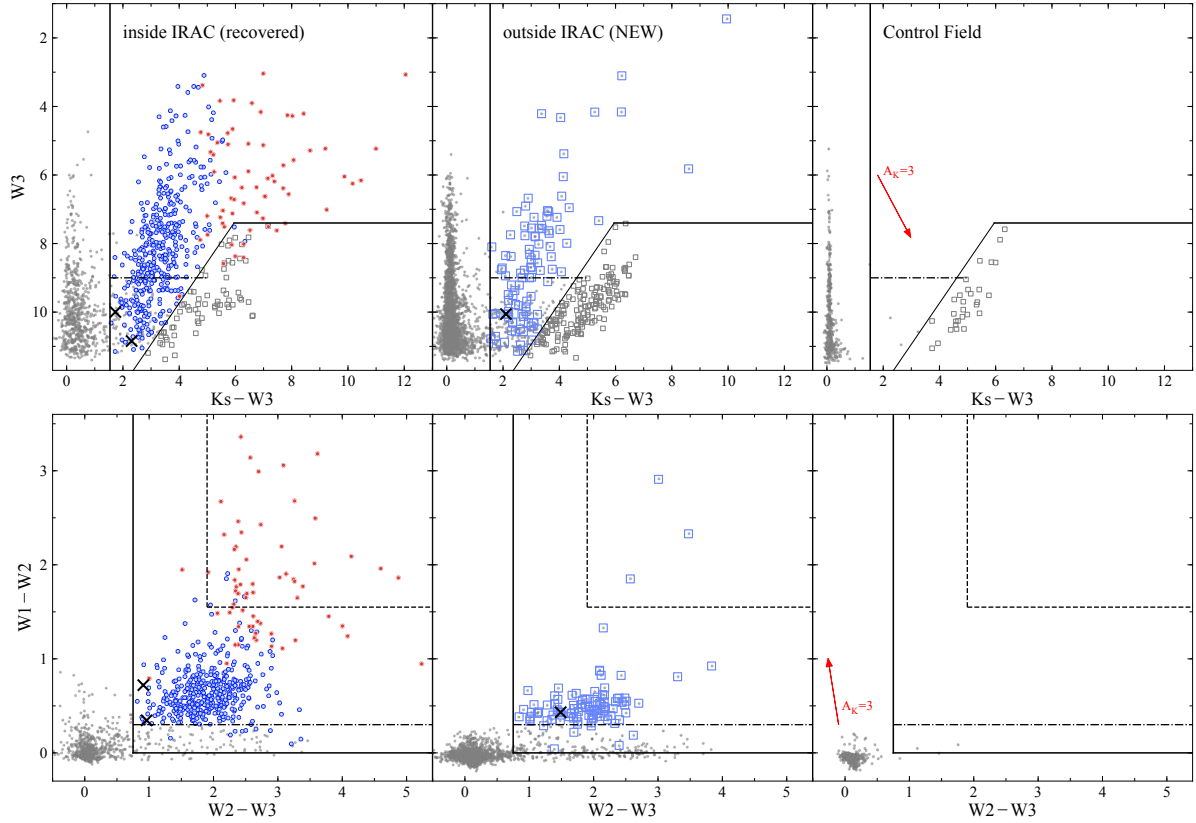 inside IRAC (recovered)
outside IRAC (NEW)
Control Field
2
4
6
8
10
W3
A_K=3
0 2 4 6 8 10 12
0 2 4 6 8 10 12
0 2 4 6 8 10 12
Ks−W3
Ks−W3
Ks−W3
3
2
1
0
W1−W2
A_K=3
0 1 2 3 4 5
0 1 2 3 4 5
0 1 2 3 4 5
W2−W3
W2−W3
W2−W3